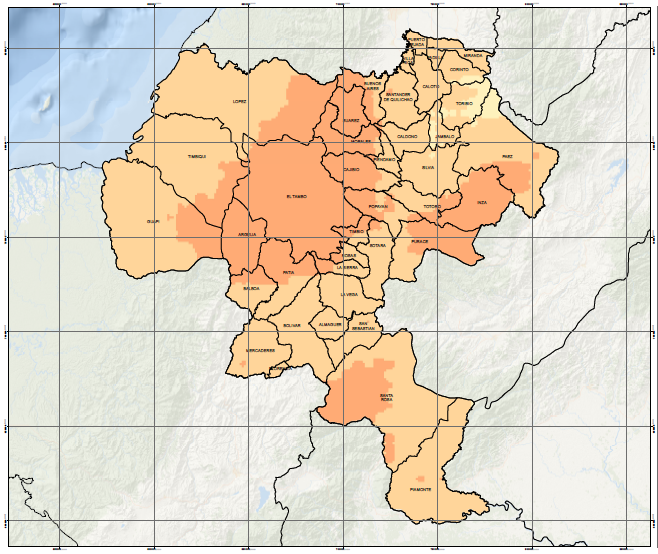 PUERTO
MIRANDA
CORINTO
BUENOS
AIRES
CALOTO
SANTANDER
DE QUILICHAO
LOPEZ
TORIBIO
SUAREZ
CALDONO
JAMBALO
MORALES
TIMBIQUI
PIENDAMO
PAEZ
CAJIBIO
SILVIA
EL TAMBO
INZA
POPAYAN
TOTORO
GUAPI
TIMBIO
ARGELIA
PURACE
SOTARA
LA SIERRA
PATIA
BALBOA
LA VEGA
BOLIVAR
ALMAGUER
SAN
SEBASTIAN
MERCADERES
SANTA
ROSA
PIAMONTE